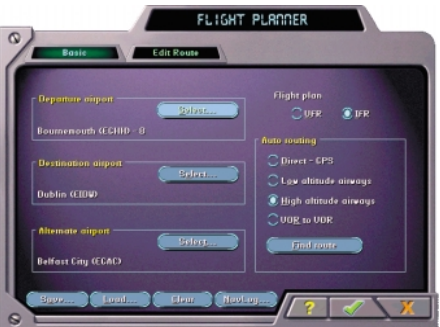 FLIGHT PLANNER
Basic
Edit Route
Departure airport
Select...
Bournemouth (EGHH) - 8
Destination airport
Select...
Dublin (EIDW)
Alternate airport
Select...
Belfast City (EGAC)
Flight plan
VFR
IFR
Auto routing
Direct - GPS
Low altitude airways
High altitude airways
VOR to VOR
Find route
Save...
Load...
Clear
NavLog...
?
X